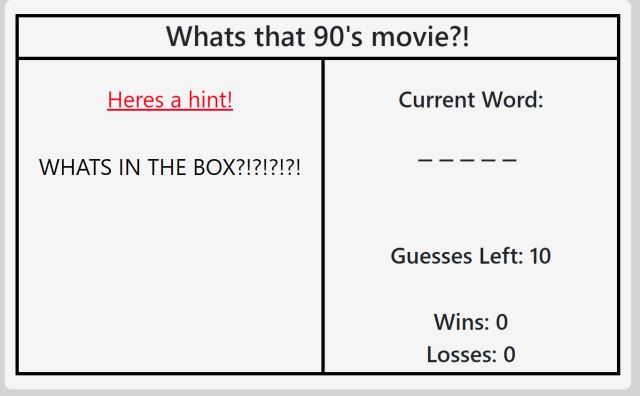 Whats that 90's movie?!
Heres a hint!
WHATS IN THE BOX?!?!?!?!
Current Word:
_ _ _ _ _
Guesses Left: 10
Wins: 0
Losses: 0